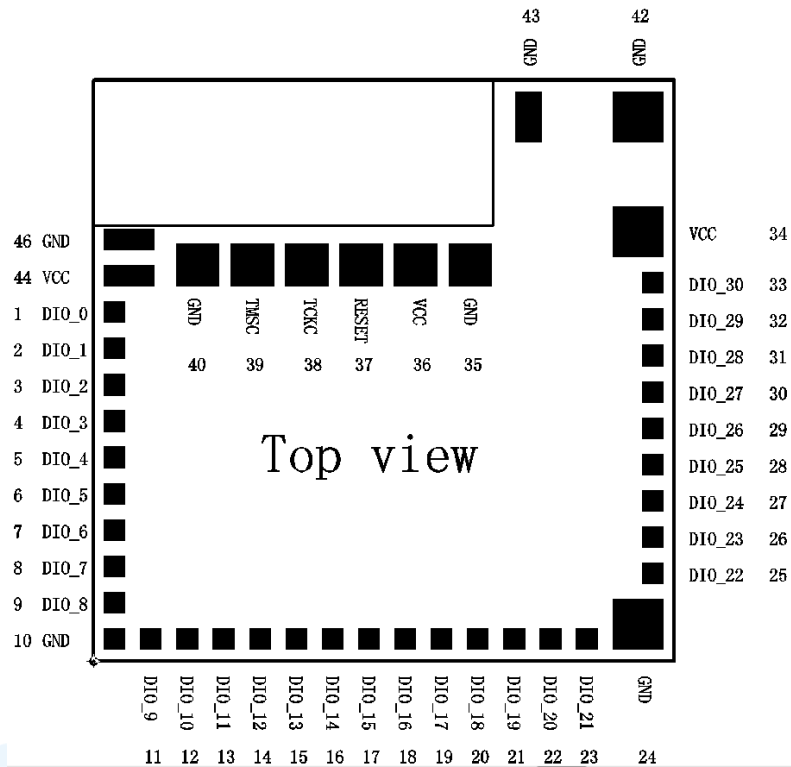 43 42
GND GND
46 GND
44 VCC
1 DIO_0
2 DIO_1
3 DIO_2
4 DIO_3
5 DIO_4
6 DIO_5
7 DIO_6
8 DIO_7
9 DIO_8
10 GND
GND TMSC TCKC RESET VCC GND
40 39 38 37 36 35
Top view
VCC 34
DIO_30 33
DIO_29 32
DIO_28 31
DIO_27 30
DIO_26 29
DIO_25 28
DIO_24 27
DIO_23 26
DIO_22 25
DIO_9 DIO_10 DIO_11 DIO_12 DIO_13 DIO_14 DIO_15 DIO_16 DIO_17 DIO_18 DIO_19 DIO_20 DIO_21 GND
11 12 13 14 15 16 17 18 19 20 21 22 23 24